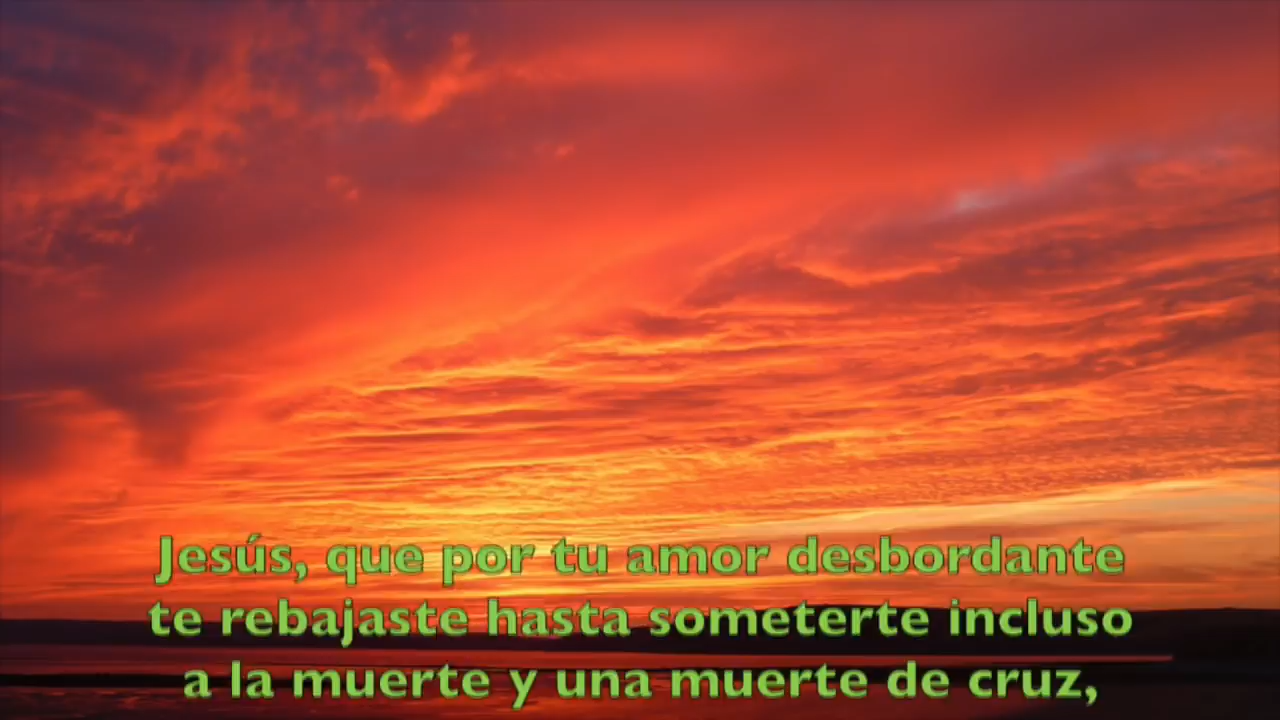 Jesús, que por tu amor desbordante
te rebajaste hasta someterte incluso
a la muerte y una muerte de cruz,